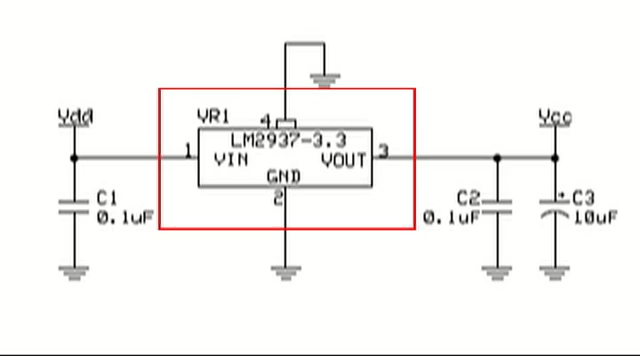 Vdd
VR1
4
Vcc
LM2937-3.3
1
VIN
VOUT
3
GND
2
C1
0.1uF
C2
0.1uF
+
C3
10uF